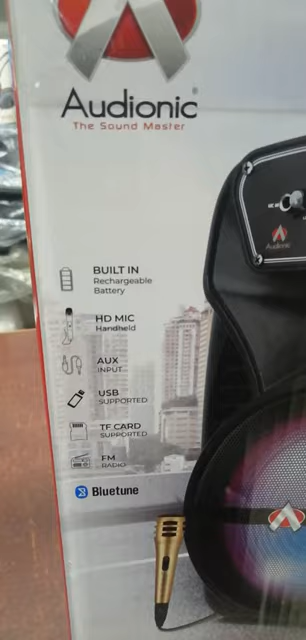 Audionic
The Sound Master
BUILT IN
Rechargeable
Battery
HD MIC
Handheld
AUX
INPUT
USB
SUPPORTED
TF CARD
SUPPORTED
FM
RADIO
Bluetune
Audionic